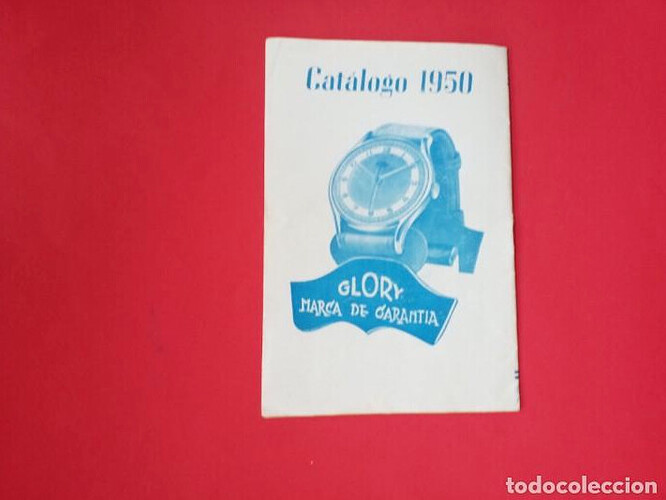 Catálogo 1950
GLORY
MARCA DE GARANTIA
todocoleccion